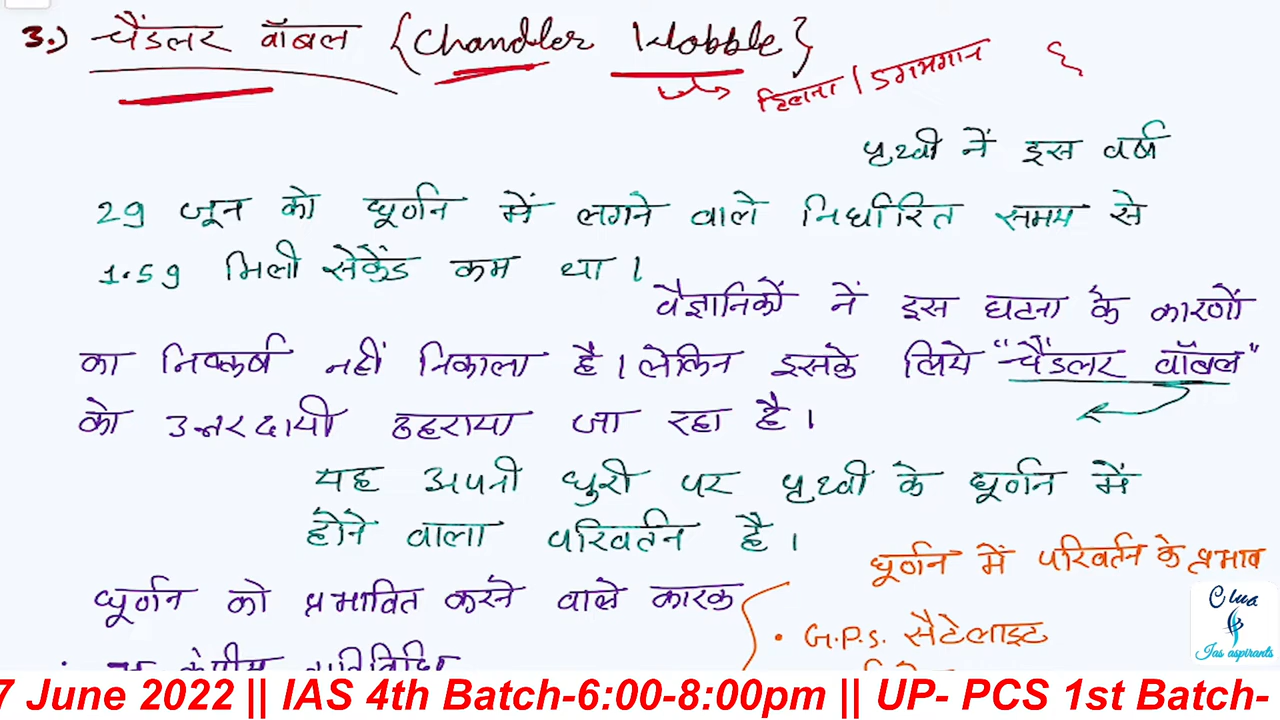 3.) चैंडलर वॉबल {Chandler Wobble}
हिलना / डगमगान
पृथ्वी नें इस वर्ष
29 जून को घूर्णन में लगने वाले निर्धारित समय से
1.59 मिली सेकैंड कम था।
वैज्ञानिकों नें इस घटना के कारणों
का निष्कर्ष नहीं निकाला है। लेकिन इसके लिये "चैंडलर वॉबल"
को उत्तरदायी ठहराया जा रहा है।
यह अपनी धुरी पर पृथ्वी के घूर्णन में
होने वाला परिवर्तन है।
घूर्णन में परिवर्तन के प्रभाव
घूर्णन को प्रभावित करने वाले कारक
• G.P.S. सैटेलाइट
Clue
Ias aspirants
7 June 2022 || IAS 4th Batch-6:00-8:00pm || UP- PCS 1st Batch-